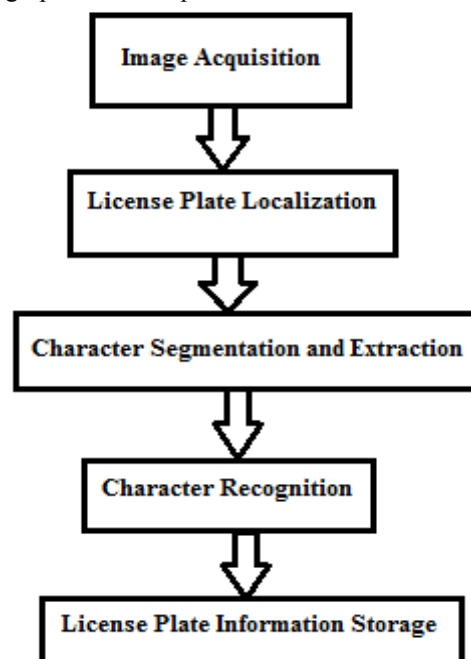 Image Acquisition
License Plate Localization
Character Segmentation and Extraction
Character Recognition
License Plate Information Storage